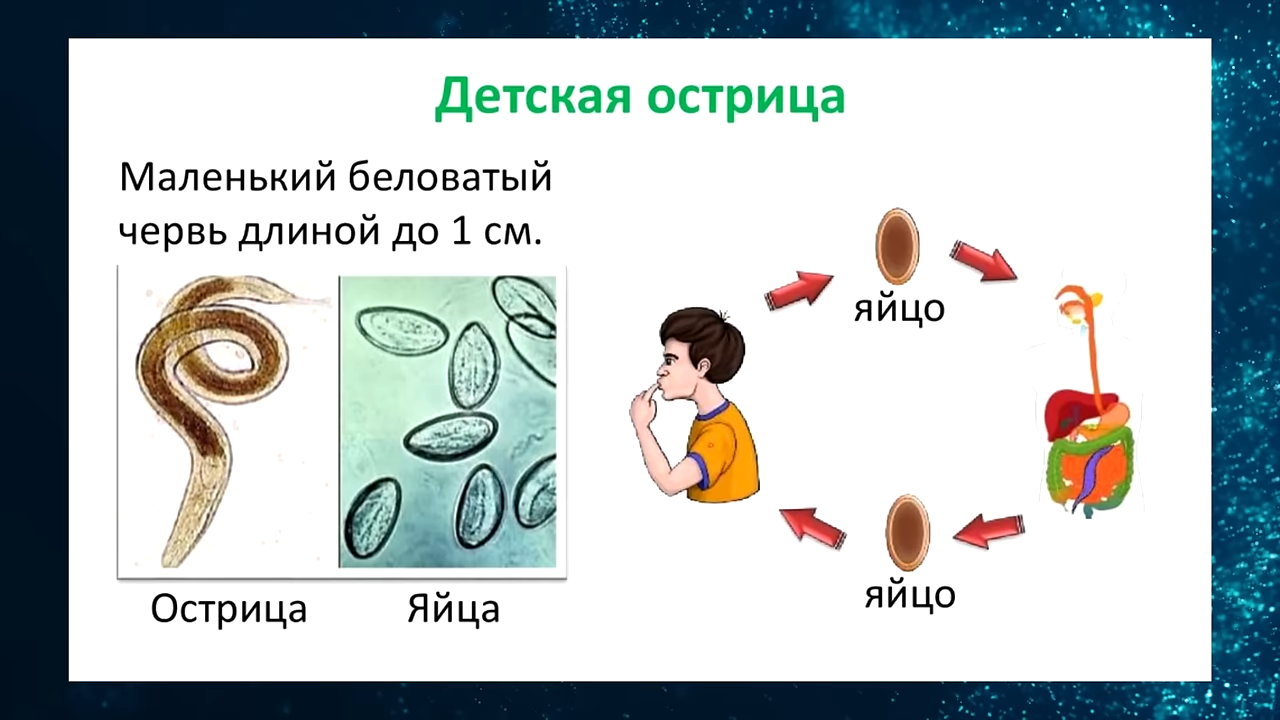 Детская острица
Маленький беловатый
червь длиной до 1 см.
яйцо
яйцо
Острица
Яйца